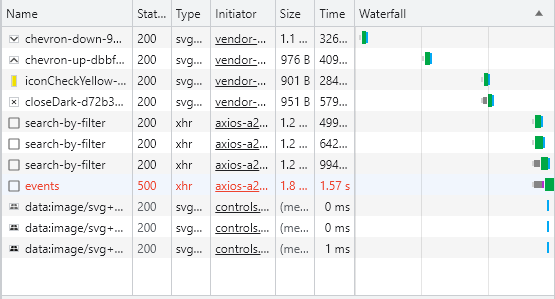 Name Stat... Type Initiator Size Time Waterfall
chevron-down-9... 200 svg... vendor-... 1.1 ... 326...
chevron-up-dbbf... 200 svg... vendor-... 976 B 409...
iconCheckYellow-... 200 svg... vendor-... 901 B 284...
closeDark-d72b3... 200 svg... vendor-... 951 B 579...
search-by-filter 200 xhr axios-a2... 1.2 ... 499...
search-by-filter 200 xhr axios-a2... 1.2 ... 642...
search-by-filter 200 xhr axios-a2... 1.2 ... 994...
events 500 xhr axios-a2... 1.8 ... 1.57 s
data:image/svg+... 200 svg... controls.... (me... 0 ms
data:image/svg+... 200 svg... controls.... (me... 0 ms
data:image/svg+... 200 svg... controls.... (me... 1 ms